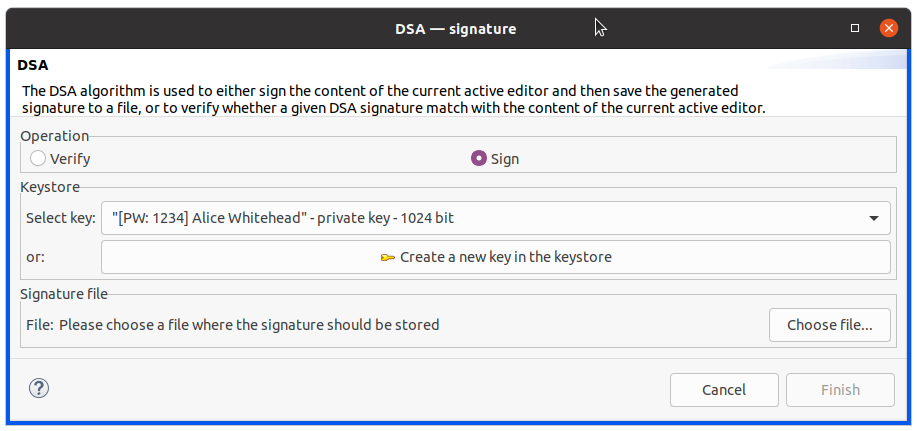 DSA — signature
DSA
The DSA algorithm is used to either sign the content of the current active editor and then save the generated
signature to a file, or to verify whether a given DSA signature match with the content of the current active editor.
Operation
Verify
Sign
Keystore
Select key:
"[PW: 1234] Alice Whitehead" - private key - 1024 bit
or:
Create a new key in the keystore
Signature file
File: Please choose a file where the signature should be stored
Choose file...
?
Cancel
Finish